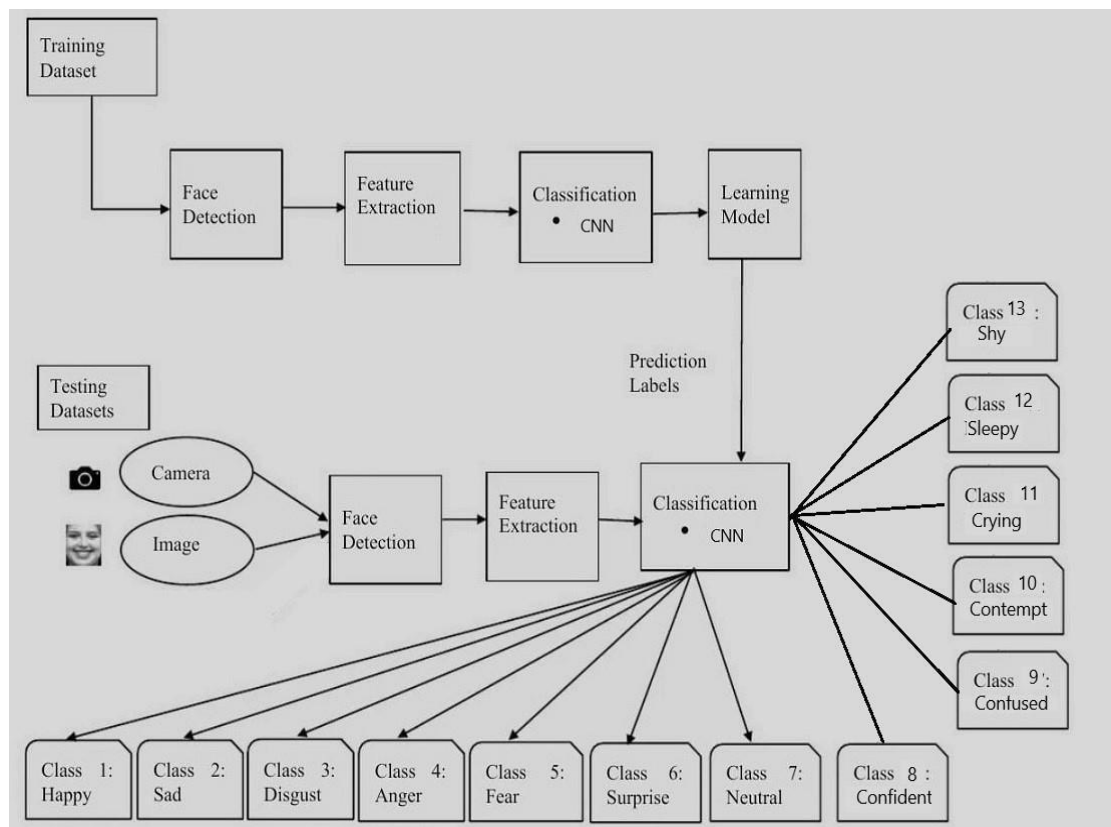 Training
Dataset
Face
Detection
Feature
Extraction
Classification
• CNN
Learning
Model
Prediction
Labels
Testing
Datasets
Camera
Image
Face
Detection
Feature
Extraction
Classification
• CNN
Class 13 :
Shy
Class 12
Sleepy
Class 11
Crying
Class 10 :
Contempt
Class 9 :
Confused
Class 1:
Happy
Class 2:
Sad
Class 3:
Disgust
Class 4:
Anger
Class 5:
Fear
Class 6:
Surprise
Class 7:
Neutral
Class 8 :
Confident